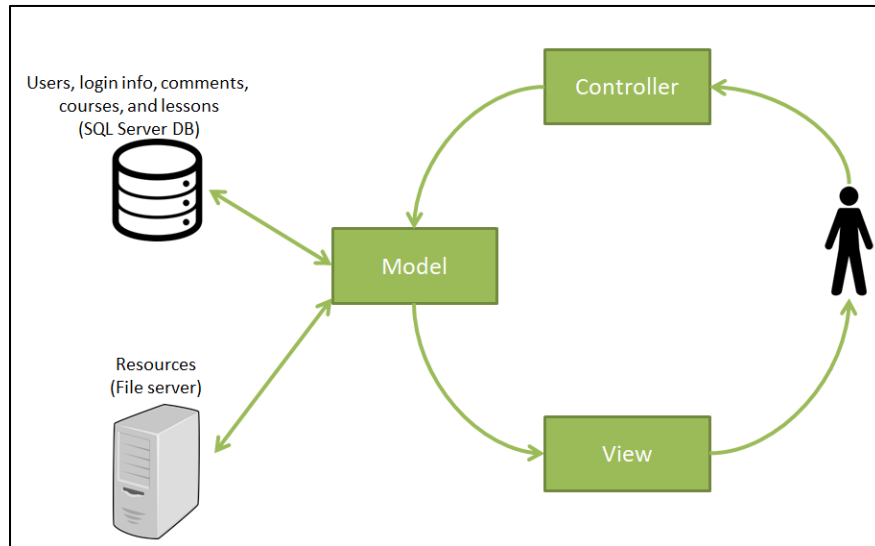 Users, login info, comments,
courses, and lessons
(SQL Server DB)
Controller
Model
Resources
(File server)
View